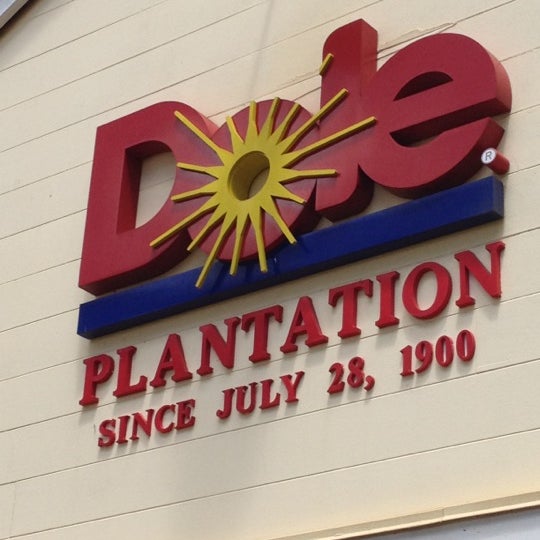 Dole®
PLANTATION
SINCE JULY 28, 1900